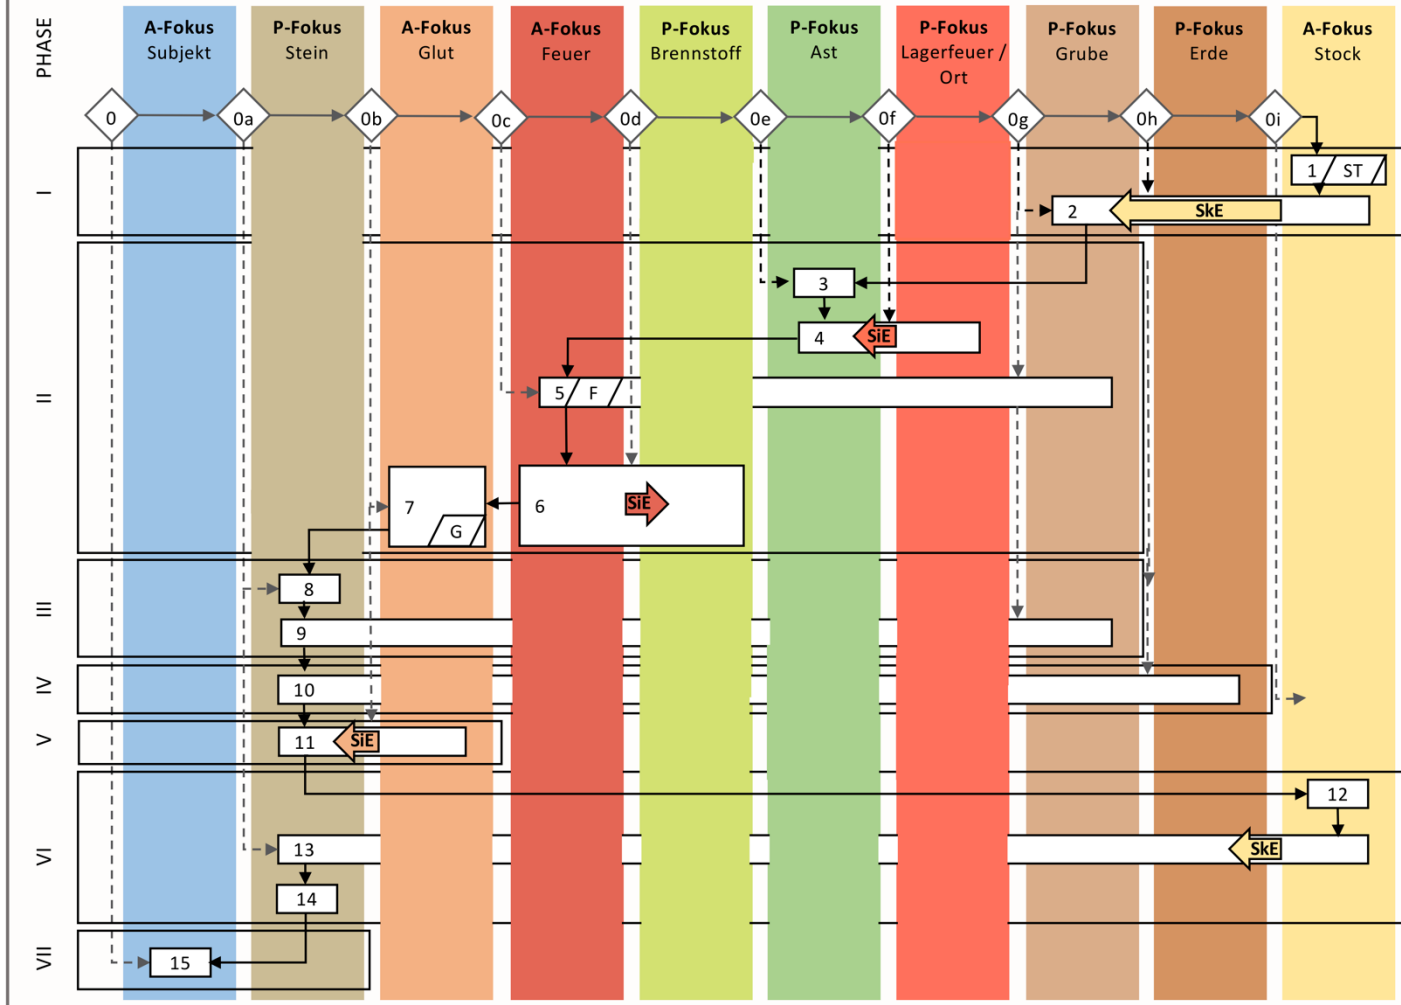 PHASE
A-Fokus
Subjekt
P-Fokus
Stein
A-Fokus
Glut
A-Fokus
Feuer
P-Fokus
Brennstoff
P-Fokus
Ast
P-Fokus
Lagerfeuer /
Ort
P-Fokus
Grube
P-Fokus
Erde
A-Fokus
Stock
0
0a
0b
0c
0d
0e
0f
0g
0h
0i
I
1
ST
2
SkE
II
3
4
SiE
5
F
6
SiE
7
G
III
8
9
IV
10
V
11
SiE
VI
12
13
SkE
14
VII
15